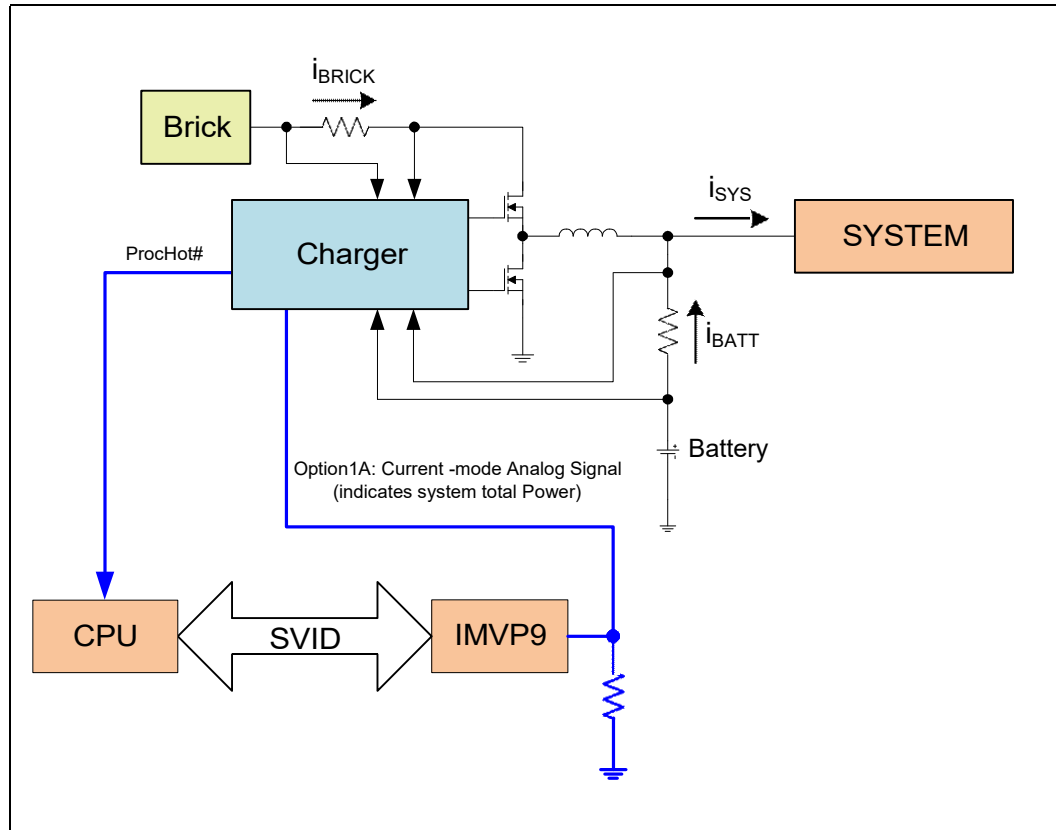 iBRICK
Brick
iSYS
SYSTEM
ProcHot#
Charger
iBATT
Battery
Option1A: Current -mode Analog Signal
(indicates system total Power)
CPU
SVID
IMVP9